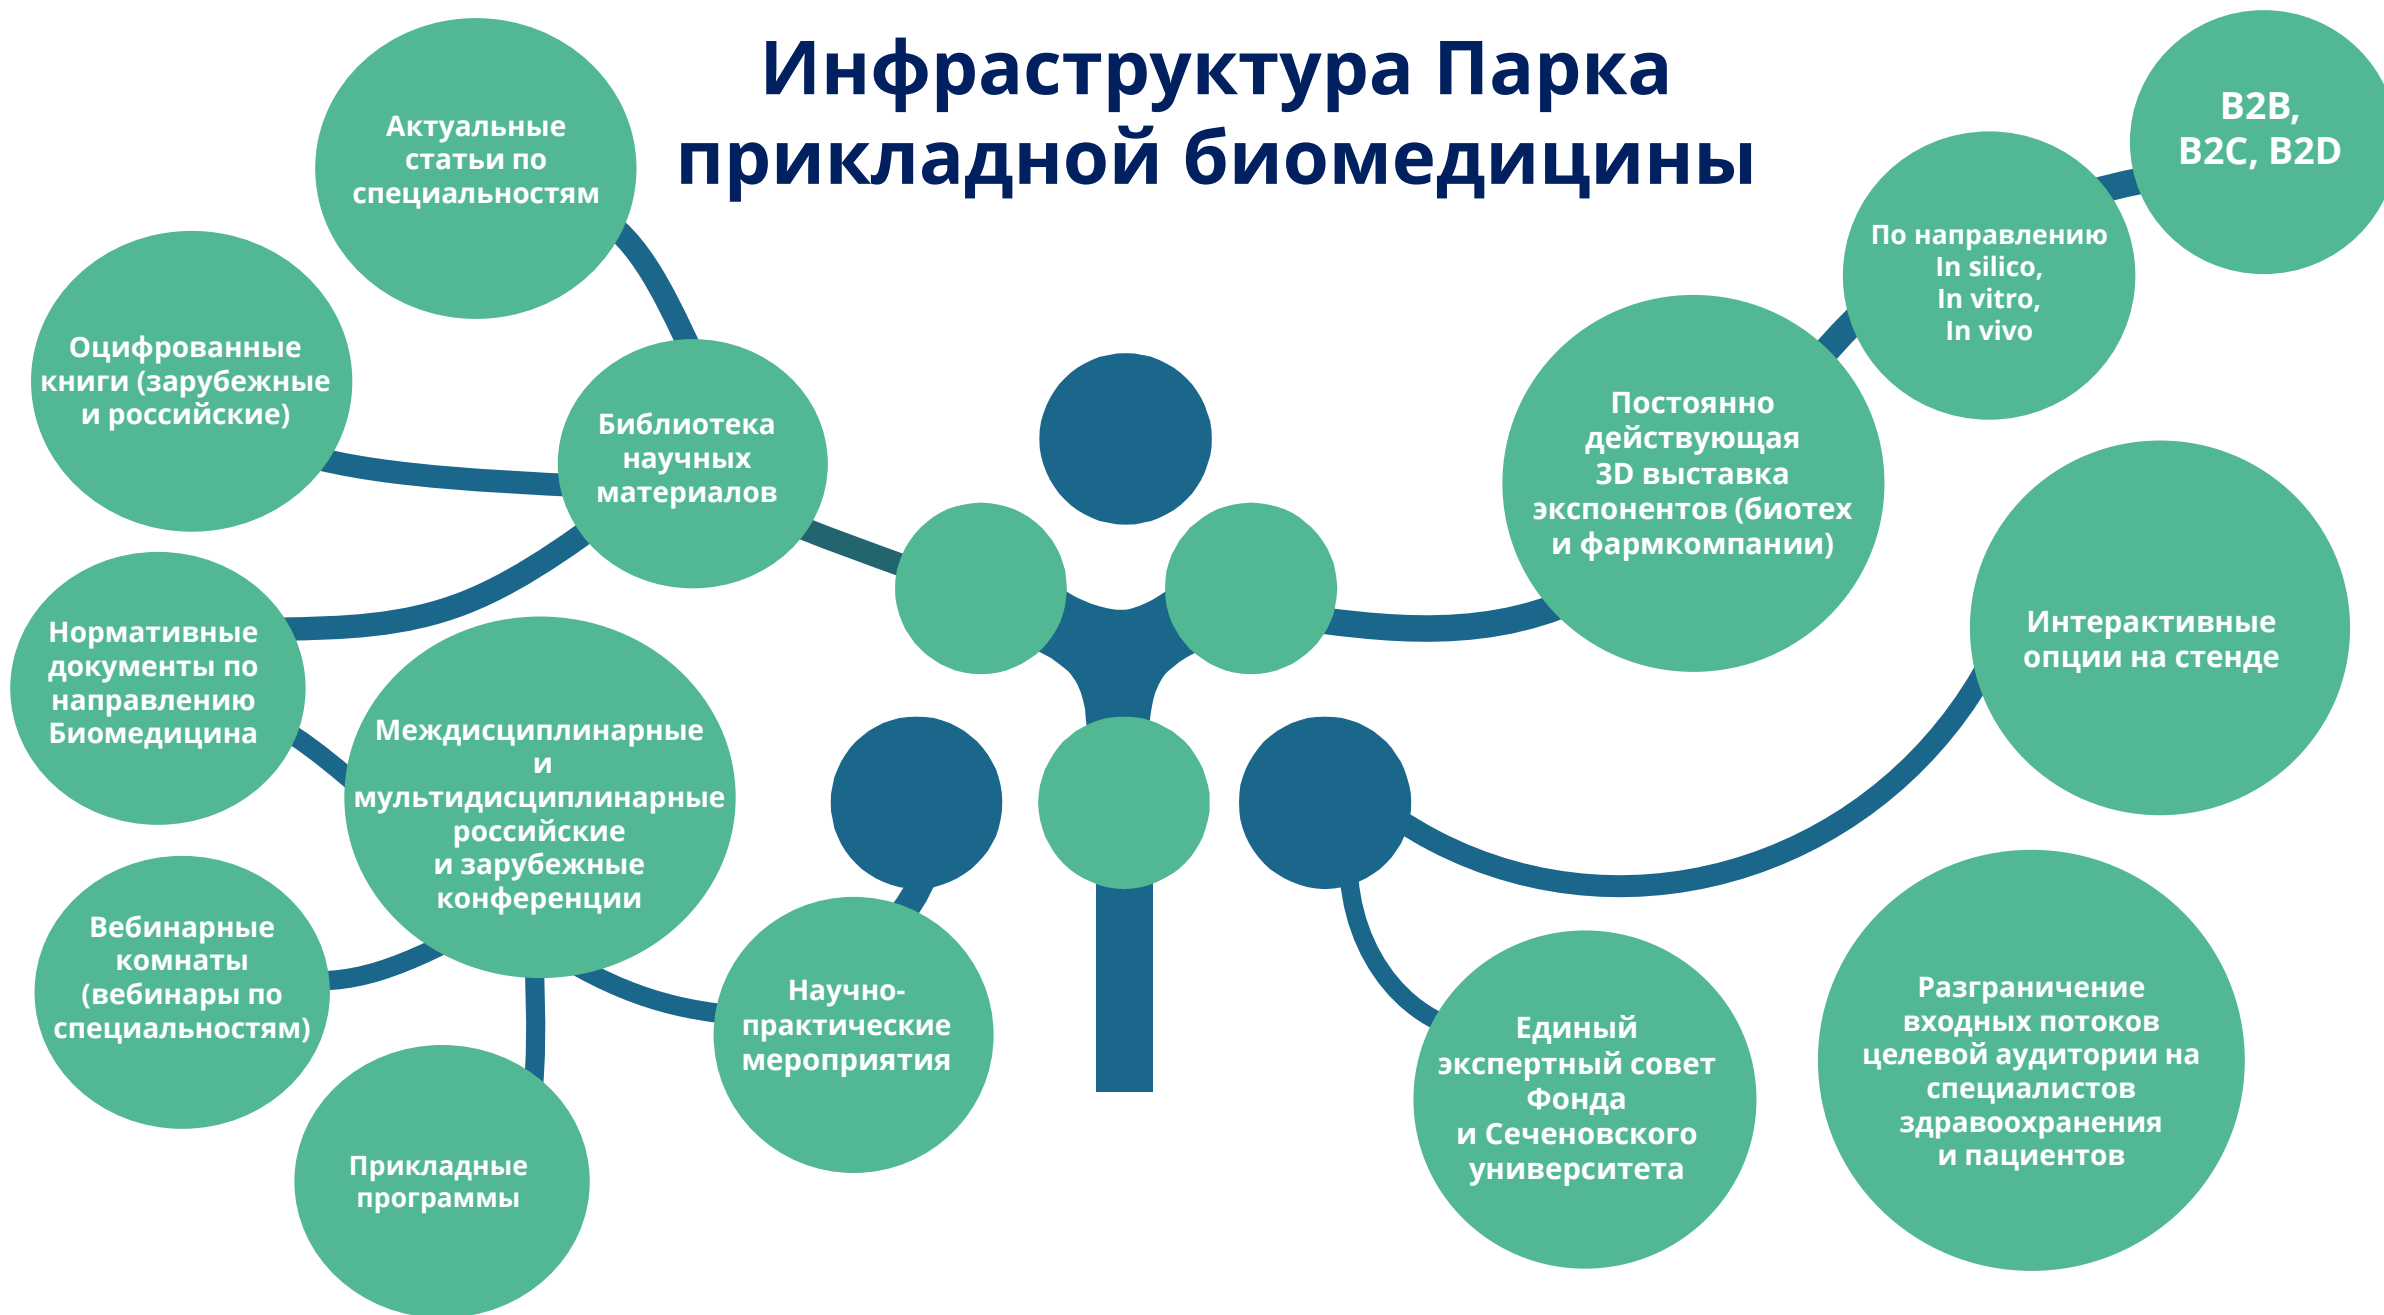 Инфраструктура Парка
прикладной биомедицины
Актуальные
статьи по
специальностям
Оцифрованные
книги (зарубежные
и российские)
Библиотека
научных
материалов
Нормативные
документы по
направлению
Биомедицина
Междисциплинарные
и
мультидисциплинарные
российские
и зарубежные
конференции
Вебинарные
комнаты
(вебинары по
специальностям)
Прикладные
программы
Научно-
практические
мероприятия
B2B,
B2C, B2D
По направлению
In silico,
In vitro,
In vivo
Постоянно
действующая
3D выставка
экспонентов (биотех
и фармкомпании)
Интерактивные
опции на стенде
Единый
экспертный совет
Фонда
и Сеченовского
университета
Разграничение
входных потоков
целевой аудитории на
специалистов
здравоохранения
и пациентов